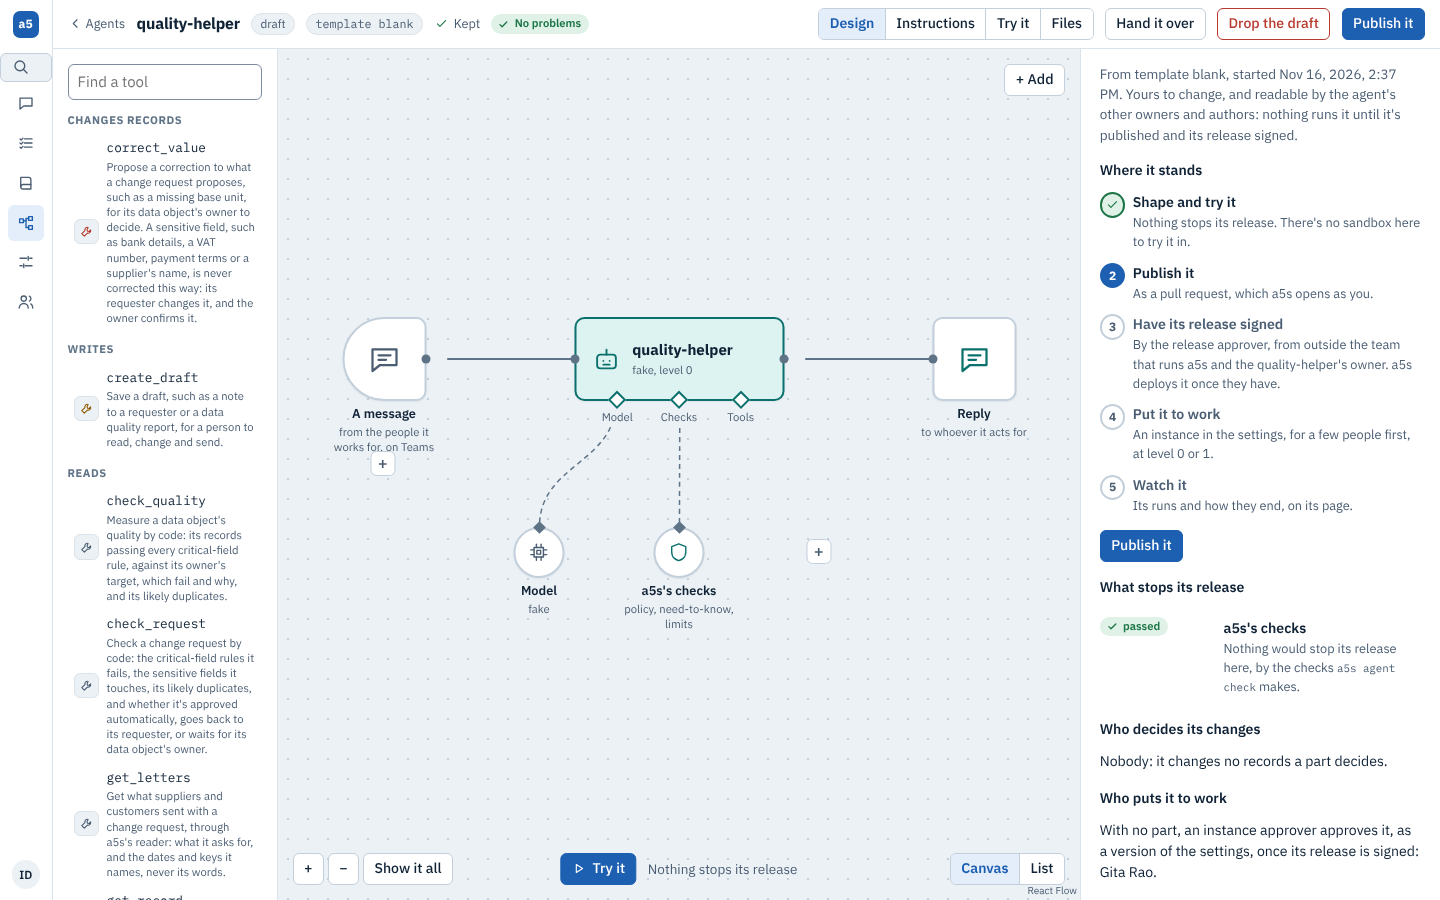 a5
Agents
quality-helper
draft
template blank
Kept
No problems
Design
Instructions
Try it
Files
Hand it over
Drop the draft
Publish it
Find a tool
CHANGES RECORDS
correct_value
Propose a correction to what
a change request proposes,
such as a missing base unit,
for its data object's owner to
decide. A sensitive field, such
as bank details, a VAT
number, payment terms or a
supplier's name, is never
corrected this way: its
requester changes it, and the
owner confirms it.
WRITES
create_draft
Save a draft, such as a note
to a requester or a data
quality report, for a person to
read, change and send.
READS
check_quality
Measure a data object's
quality by code: its records
passing every critical-field
rule, against its owner's
target, which fail and why,
and its likely duplicates.
check_request
Check a change request by
code: the critical-field rules it
fails, the sensitive fields it
touches, its likely duplicates,
and whether it's approved
automatically, goes back to
its requester, or waits for its
data object's owner.
get_letters
Get what suppliers and
customers sent with a
change request, through
a5s's reader: what it asks for,
and the dates and keys it
names, never its words.
get_record
ID
+ Add
A message
from the people it
works for, on Teams
+
quality-helper
fake, level 0
Model
Checks
Tools
Reply
to whoever it acts for
Model
fake
a5s's checks
policy, need-to-know,
limits
+
+
−
Show it all
Try it
Nothing stops its release
Canvas
List
React Flow
From template blank, started Nov 16, 2026, 2:37
PM. Yours to change, and readable by the agent's
other owners and authors: nothing runs it until it's
published and its release signed.
Where it stands
Shape and try it
Nothing stops its release. There's no sandbox here
to try it in.
2
Publish it
As a pull request, which a5s opens as you.
3
Have its release signed
By the release approver, from outside the team
that runs a5s and the quality-helper's owner. a5s
deploys it once they have.
4
Put it to work
An instance in the settings, for a few people first,
at level 0 or 1.
5
Watch it
Its runs and how they end, on its page.
Publish it
What stops its release
passed
a5s's checks
Nothing would stop its release
here, by the checks a5s agent
check makes.
Who decides its changes
Nobody: it changes no records a part decides.
Who puts it to work
With no part, an instance approver approves it, as
a version of the settings, once its release is signed:
Gita Rao.